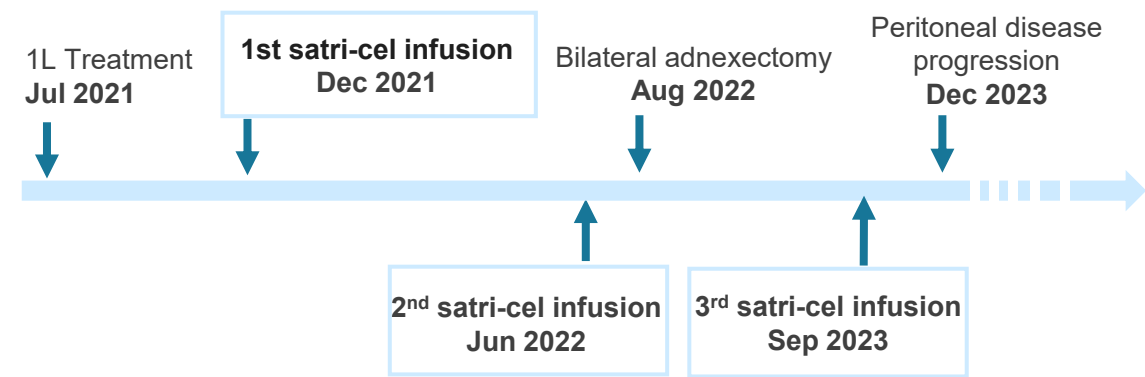 1L Treatment
Jul 2021
1st satri-cel infusion
Dec 2021
Bilateral adnexectomy
Aug 2022
Peritoneal disease
progression
Dec 2023
2nd satri-cel infusion
Jun 2022
3rd satri-cel infusion
Sep 2023